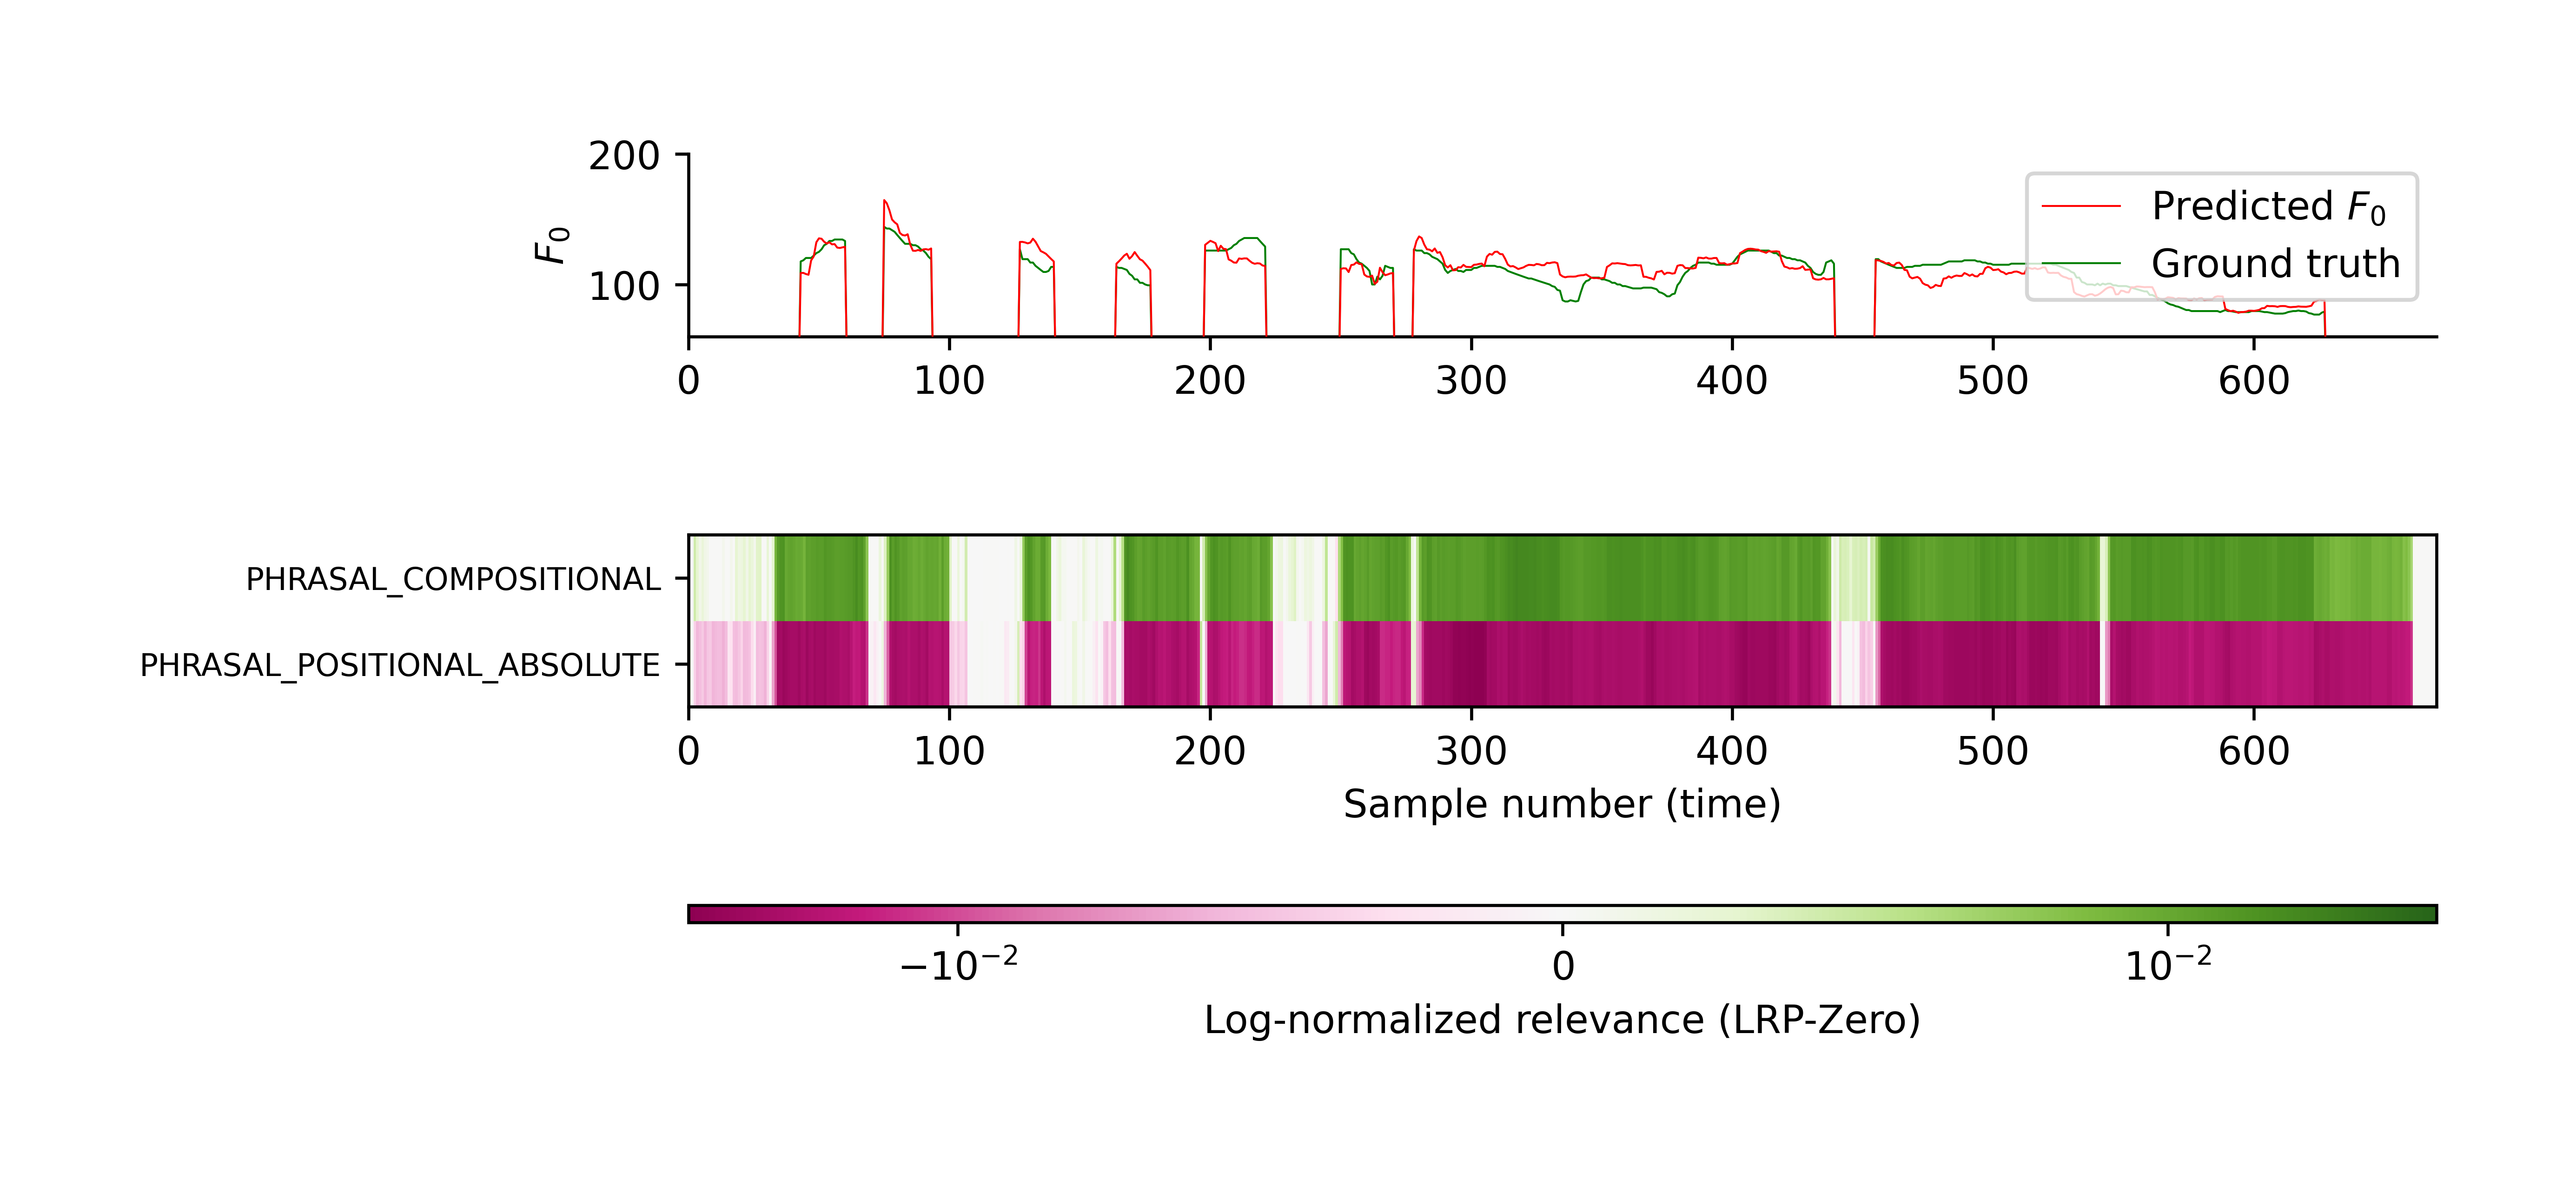 200
100
F₀
Predicted F₀
Ground truth
0 100 200 300 400 500 600
PHRASAL_COMPOSITIONAL
PHRASAL_POSITIONAL_ABSOLUTE
0 100 200 300 400 500 600
Sample number (time)
−10⁻² 0 10⁻²
Log-normalized relevance (LRP-Zero)